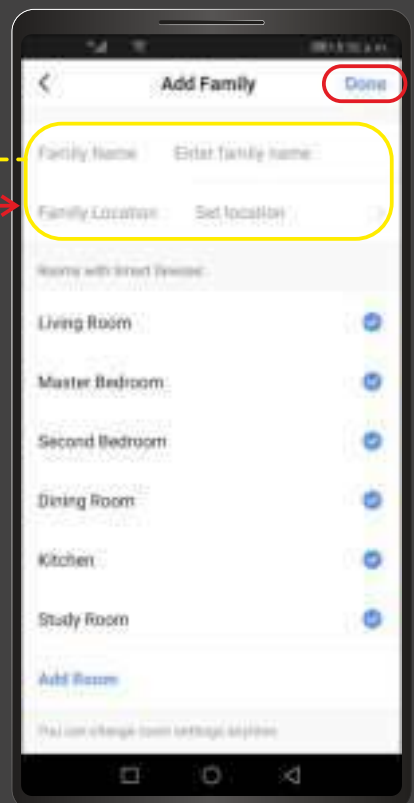 Add Family
Done
Family Name Enter family name
Family Location Set location
Rooms with Smart Devices
Living Room
Master Bedroom
Second Bedroom
Dining Room
Kitchen
Study Room
Add Room
You can change room settings anytime